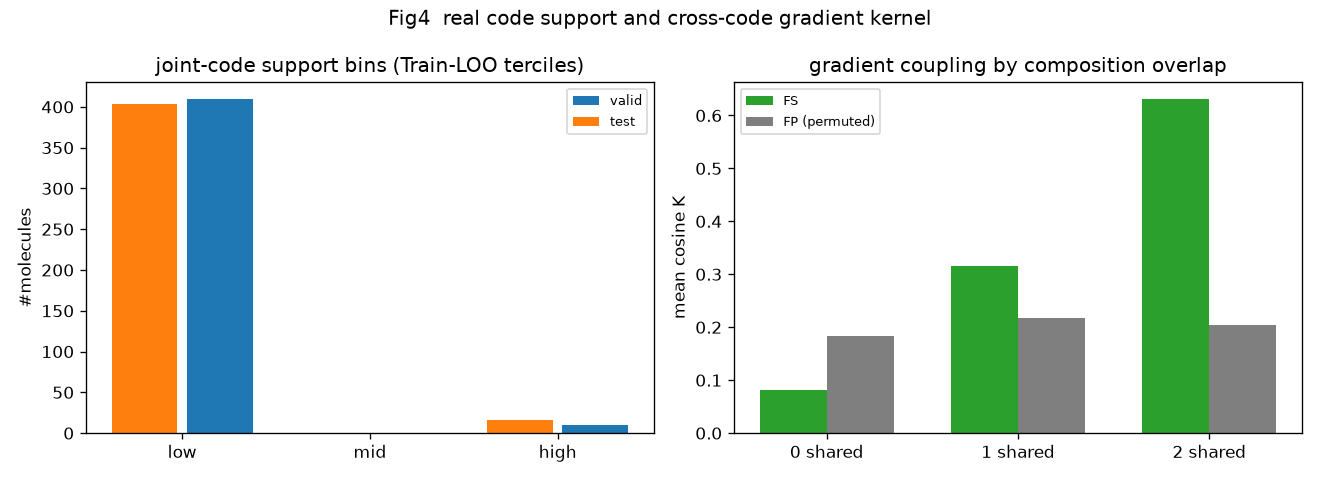 Fig4  real code support and cross-code gradient kernel
joint-code support bins (Train-LOO terciles)
#molecules
400
350
300
250
200
150
100
50
0
valid
test
low
mid
high
gradient coupling by composition overlap
mean cosine K
0.6
0.5
0.4
0.3
0.2
0.1
0.0
FS
FP (permuted)
0 shared
1 shared
2 shared